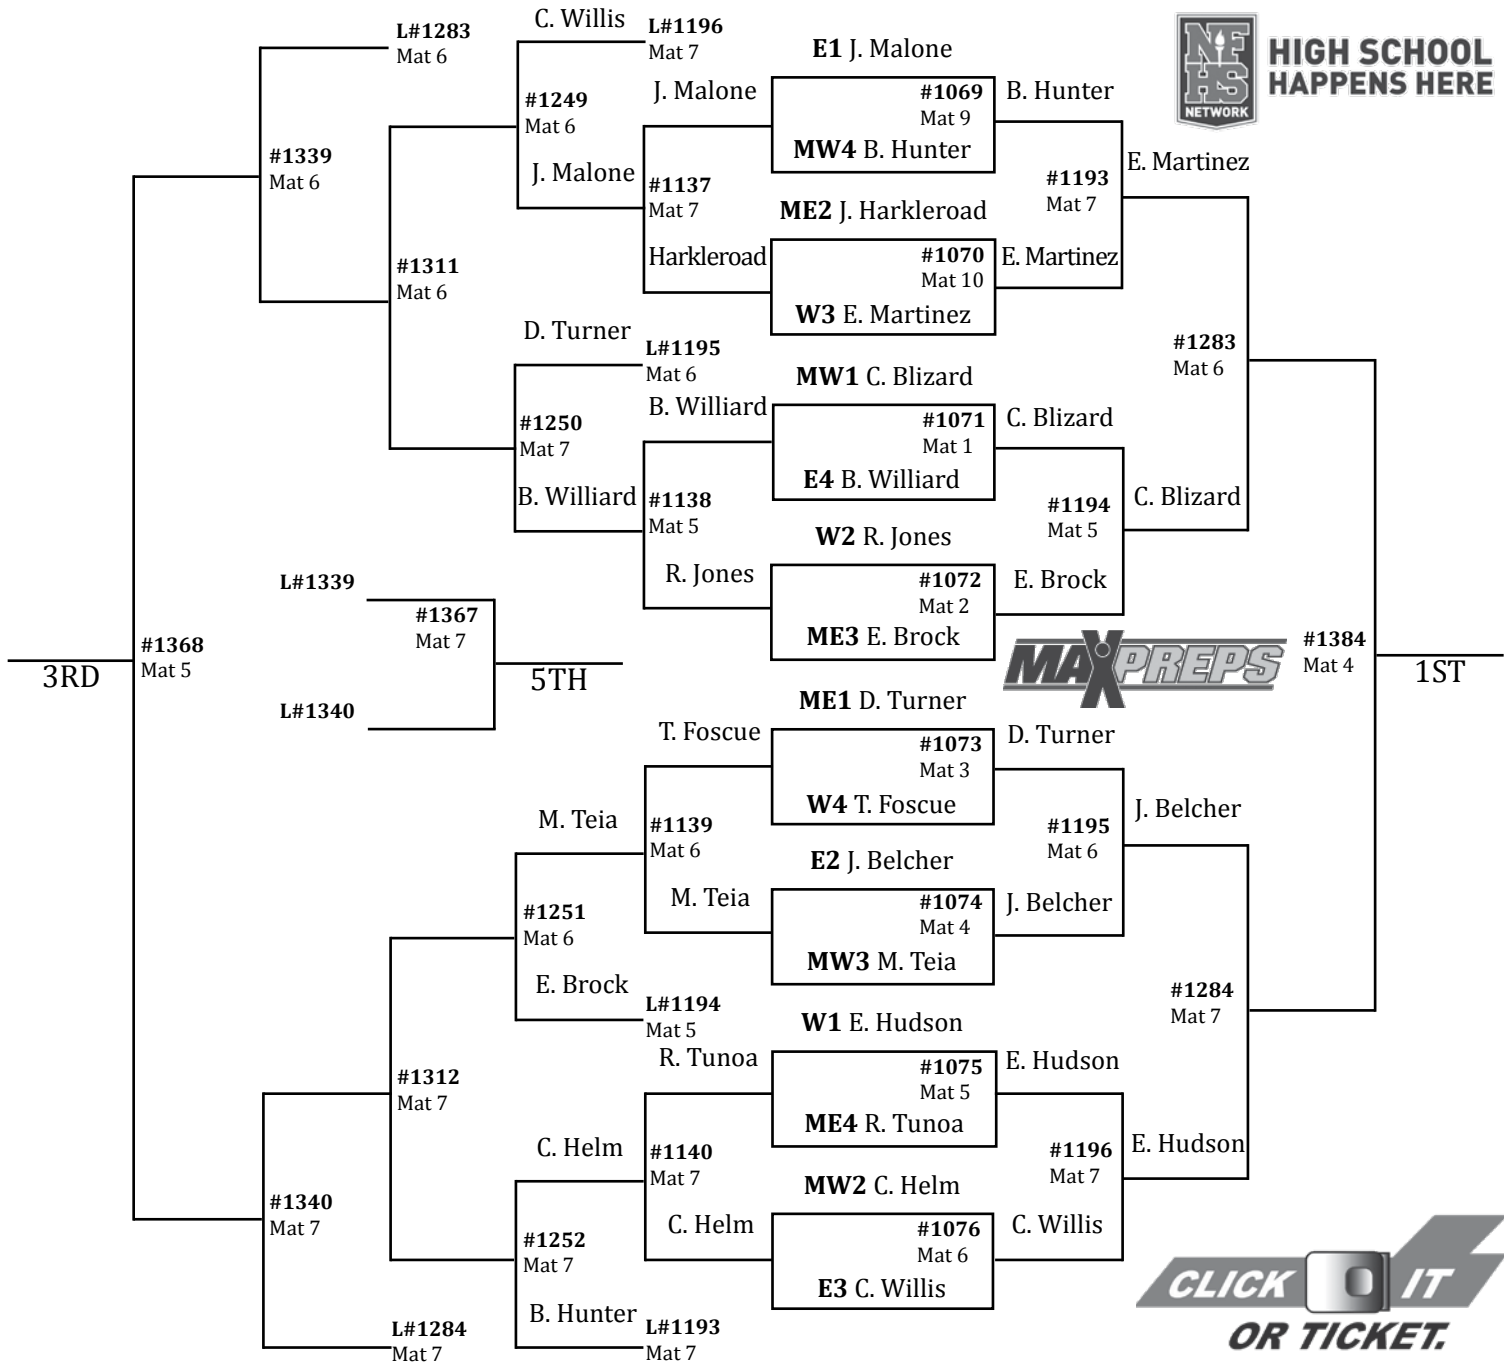 C. Willis
L#1283
Mat 6
L#1196
Mat 7
E1 J. Malone
NFHS
NETWORK
HIGH SCHOOL
HAPPENS HERE
J. Malone
#1069
Mat 9
B. Hunter
#1249
Mat 6
MW4 B. Hunter
#1339
Mat 6
J. Malone
#1137
Mat 7
#1193
Mat 7
E. Martinez
ME2 J. Harkleroad
#1311
Mat 6
Harkleroad
#1070
Mat 10
E. Martinez
W3 E. Martinez
D. Turner
L#1195
Mat 6
#1283
Mat 6
MW1 C. Blizard
B. Williard
#1071
Mat 1
C. Blizard
#1250
Mat 7
E4 B. Williard
B. Williard
#1138
Mat 5
#1194
Mat 5
C. Blizard
W2 R. Jones
R. Jones
#1072
Mat 2
E. Brock
ME3 E. Brock
L#1339
#1367
Mat 7
5TH
L#1340
#1368
Mat 5
3RD
MAXPREPS
#1384
Mat 4
1ST
ME1 D. Turner
T. Foscue
#1073
Mat 3
D. Turner
W4 T. Foscue
M. Teia
#1139
Mat 6
#1195
Mat 6
J. Belcher
E2 J. Belcher
M. Teia
#1074
Mat 4
J. Belcher
#1251
Mat 6
MW3 M. Teia
E. Brock
L#1194
Mat 5
#1284
Mat 7
W1 E. Hudson
R. Tunoa
#1075
Mat 5
E. Hudson
#1312
Mat 7
ME4 R. Tunoa
C. Helm
#1140
Mat 7
#1196
Mat 7
E. Hudson
MW2 C. Helm
#1340
Mat 7
C. Helm
#1076
Mat 6
C. Willis
#1252
Mat 7
E3 C. Willis
B. Hunter
L#1284
Mat 7
L#1193
Mat 7
CLICK IT
OR TICKET.